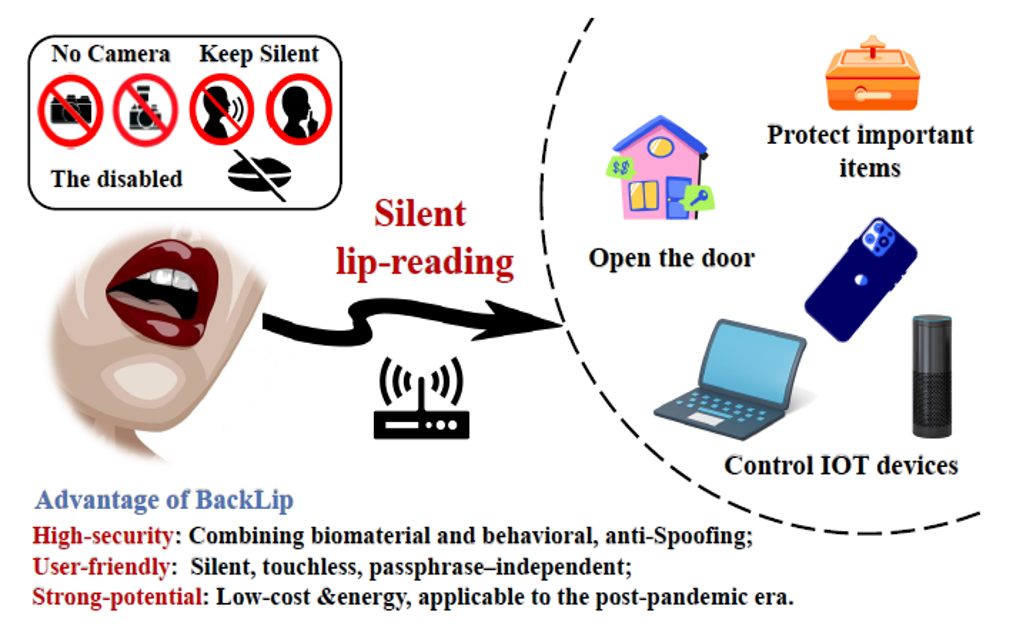 No Camera Keep Silent
The disabled
Silent
lip-reading
Protect important
items
$$
Open the door
Control IOT devices
Advantage of BackLip
High-security: Combining biomaterial and behavioral, anti-Spoofing;
User-friendly: Silent, touchless, passphrase–independent;
Strong-potential: Low-cost &energy, applicable to the post-pandemic era.